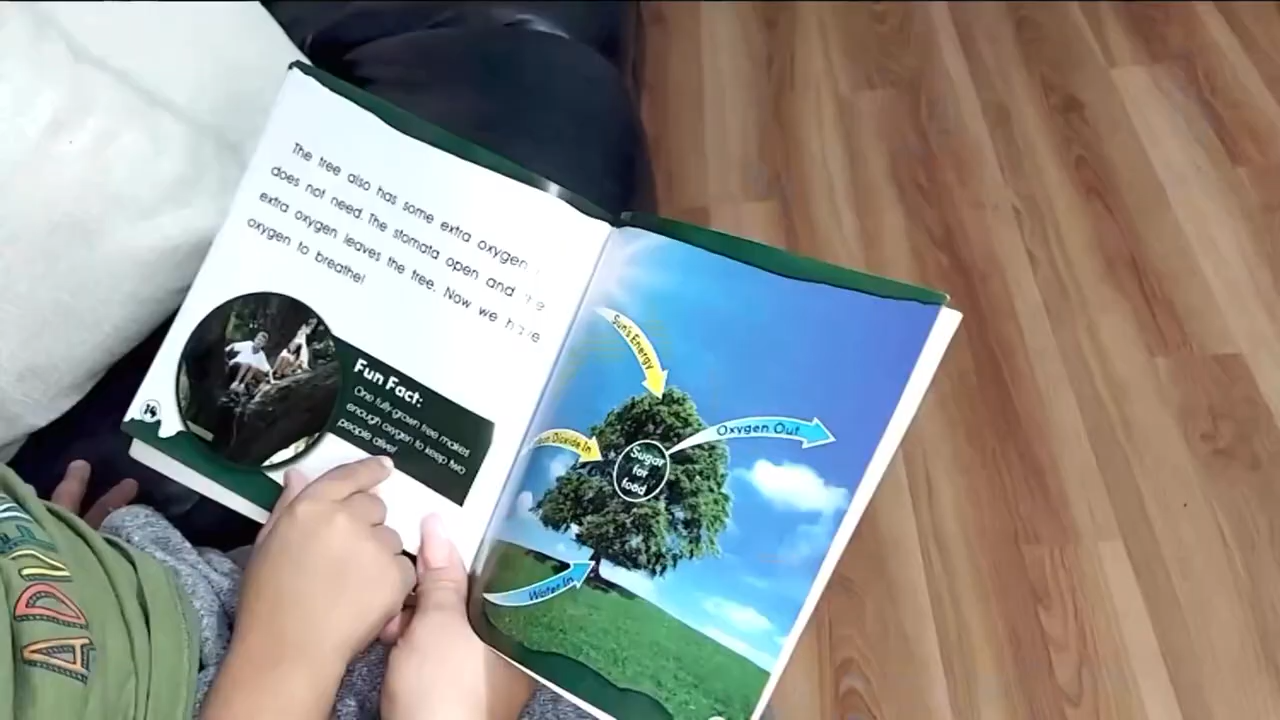 The tree also has some extra oxygen
does not need. The stomata open and the
extra oxygen leaves the tree. Now we have
oxygen to breathe!
Fun Fact:
One fully-grown tree makes
enough oxygen to keep two
people alive!
14
Sun's Energy
Oxygen Out
Dioxide In
Sugar
for
food
Water In